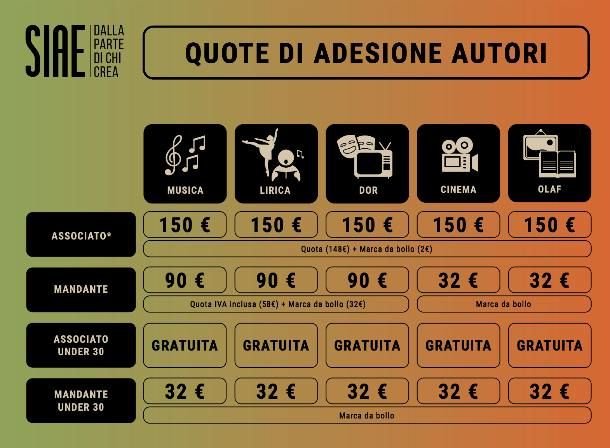 SIAE
DALLA
PARTE
DI CHI
CREA
QUOTE DI ADESIONE AUTORI
MUSICA
LIRICA
DOR
CINEMA
OLAF
ASSOCIATO*
150 € 150 € 150 € 150 € 150 €
Quota (148€) + Marca da bollo (2€)
MANDANTE
90 € 90 € 90 € 32 € 32 €
Quota IVA inclusa (58€) + Marca da bollo (32€)
Marca da bollo
ASSOCIATO
UNDER 30
GRATUITA GRATUITA GRATUITA GRATUITA GRATUITA
MANDANTE
UNDER 30
32 € 32 € 32 € 32 € 32 €
Marca da bollo